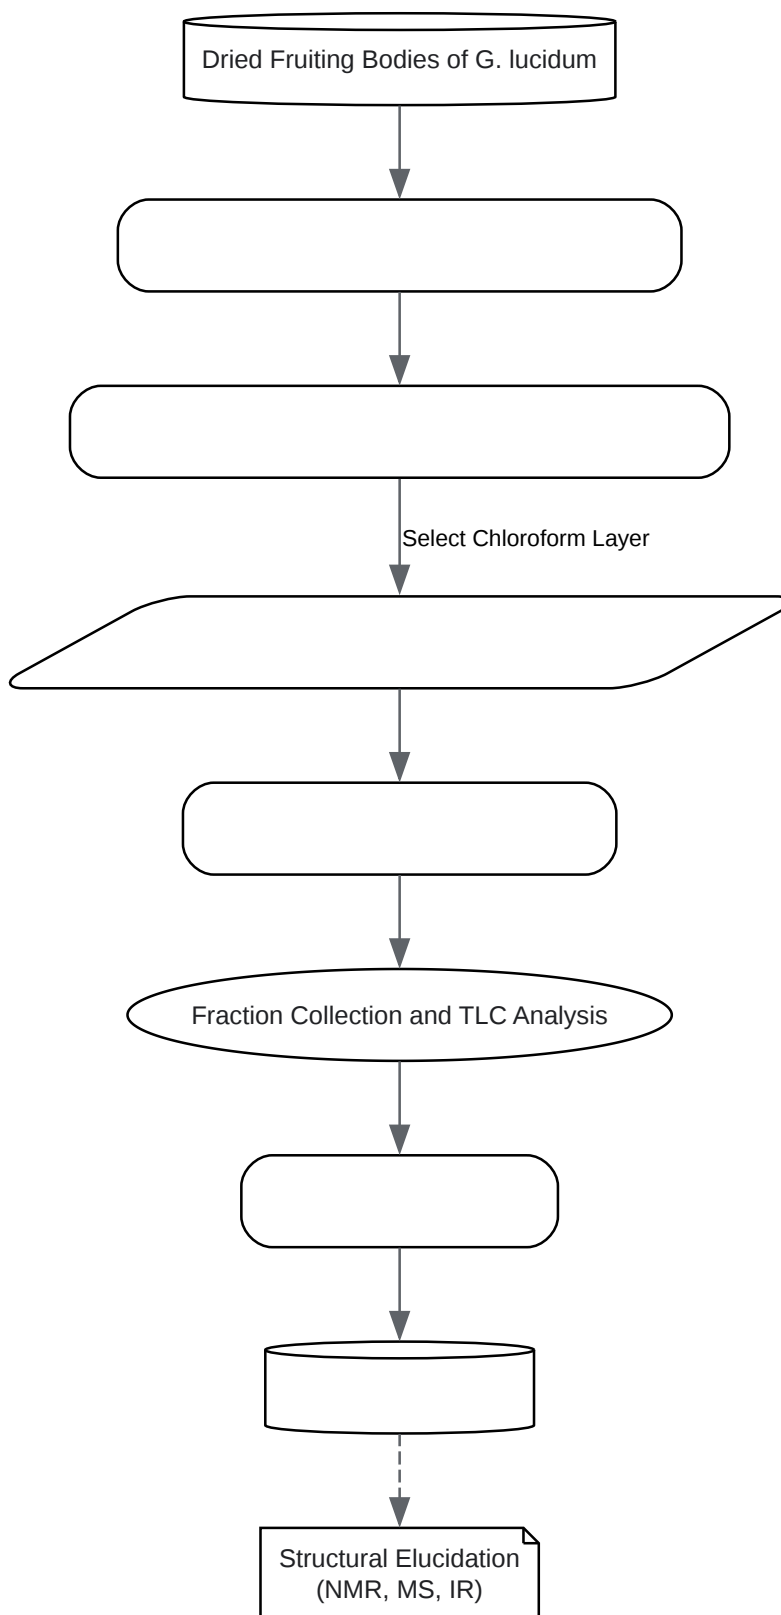 Dried Fruiting Bodies of G. lucidum
Select Chloroform Layer
Fraction Collection and TLC Analysis
Structural Elucidation
(NMR, MS, IR)